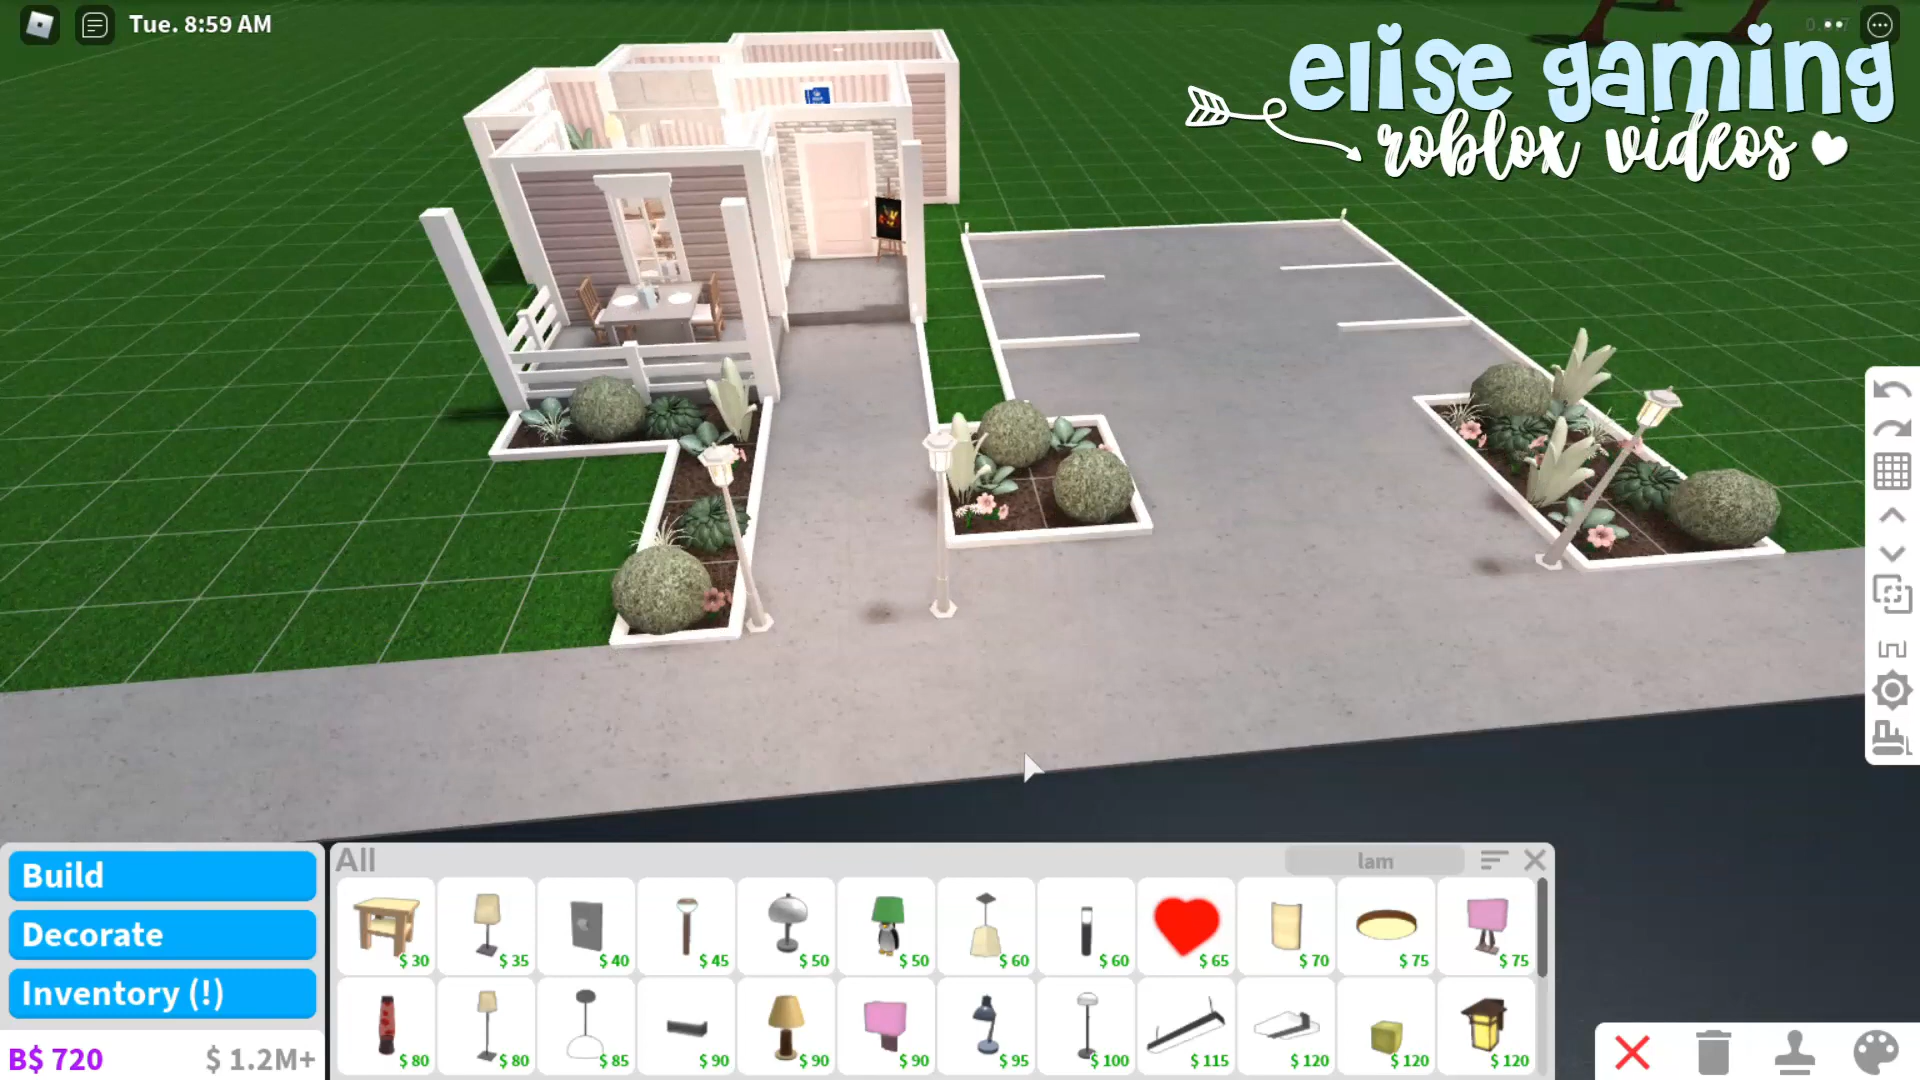 Tue. 8:59 AM
elise gaming
roblox videos
Build
Decorate
Inventory (!)
B$ 720
$ 1.2M+
All
lam
$ 30
$ 35
$ 40
$ 45
$ 50
$ 50
$ 60
$ 60
$ 65
$ 70
$ 75
$ 75
$ 80
$ 80
$ 85
$ 90
$ 90
$ 90
$ 95
$ 100
$ 115
$ 120
$ 120
$ 120